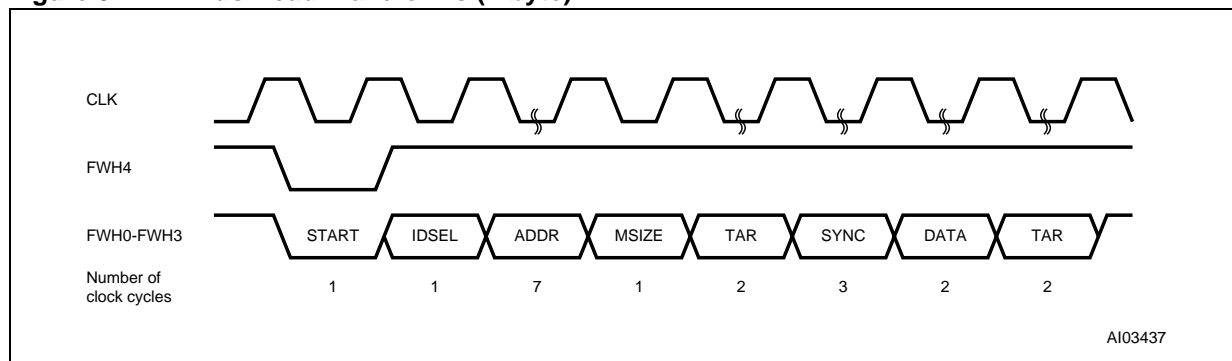 CLK
FWH4
FWH0-FWH3 START IDSEL ADDR MSIZE TAR SYNC DATA TAR
Number of
clock cycles 1 1 7 1 2 3 2 2
AI03437